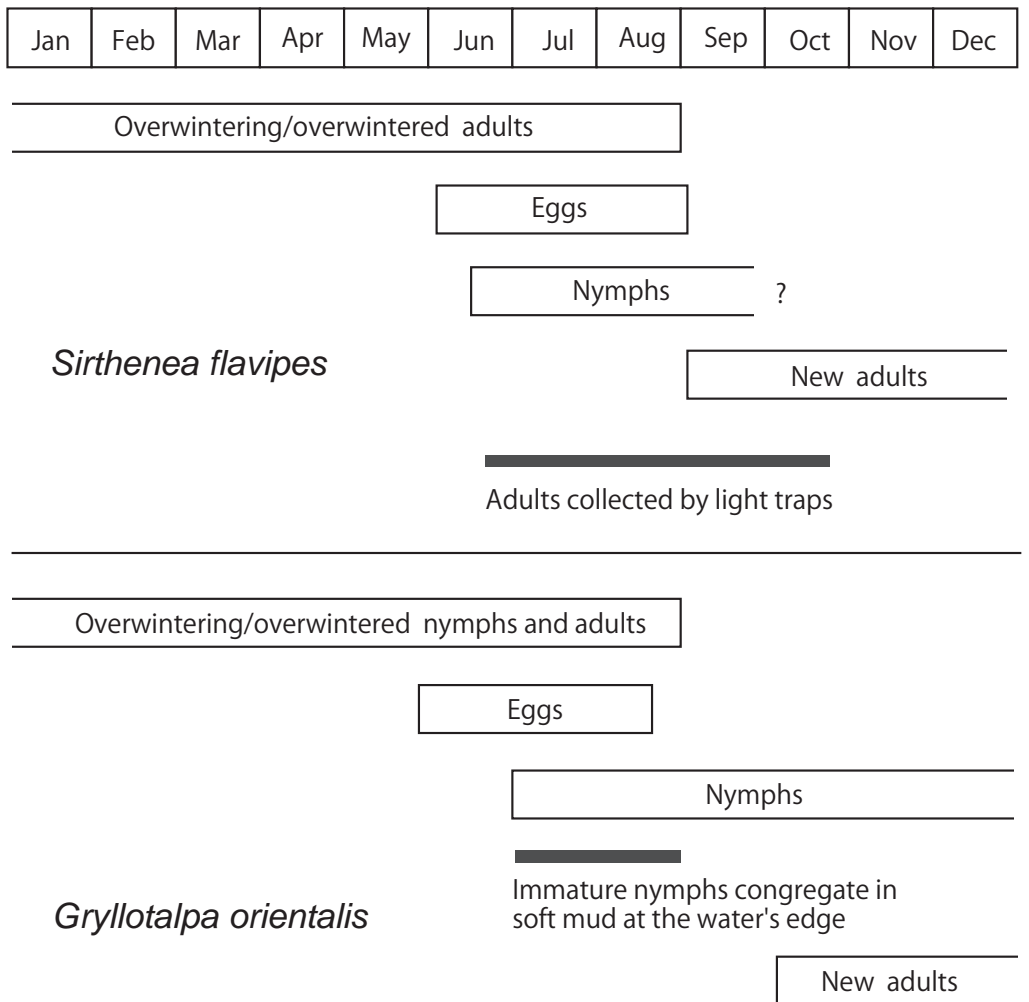 Jan Feb Mar Apr May Jun Jul Aug Sep Oct Nov Dec
Overwintering/overwintered adults
Eggs
Nymphs ?
Sirthenea flavipes
New adults
Adults collected by light traps
Overwintering/overwintered nymphs and adults
Eggs
Nymphs
Immature nymphs congregate in
soft mud at the water's edge
Gryllotalpa orientalis
New adults